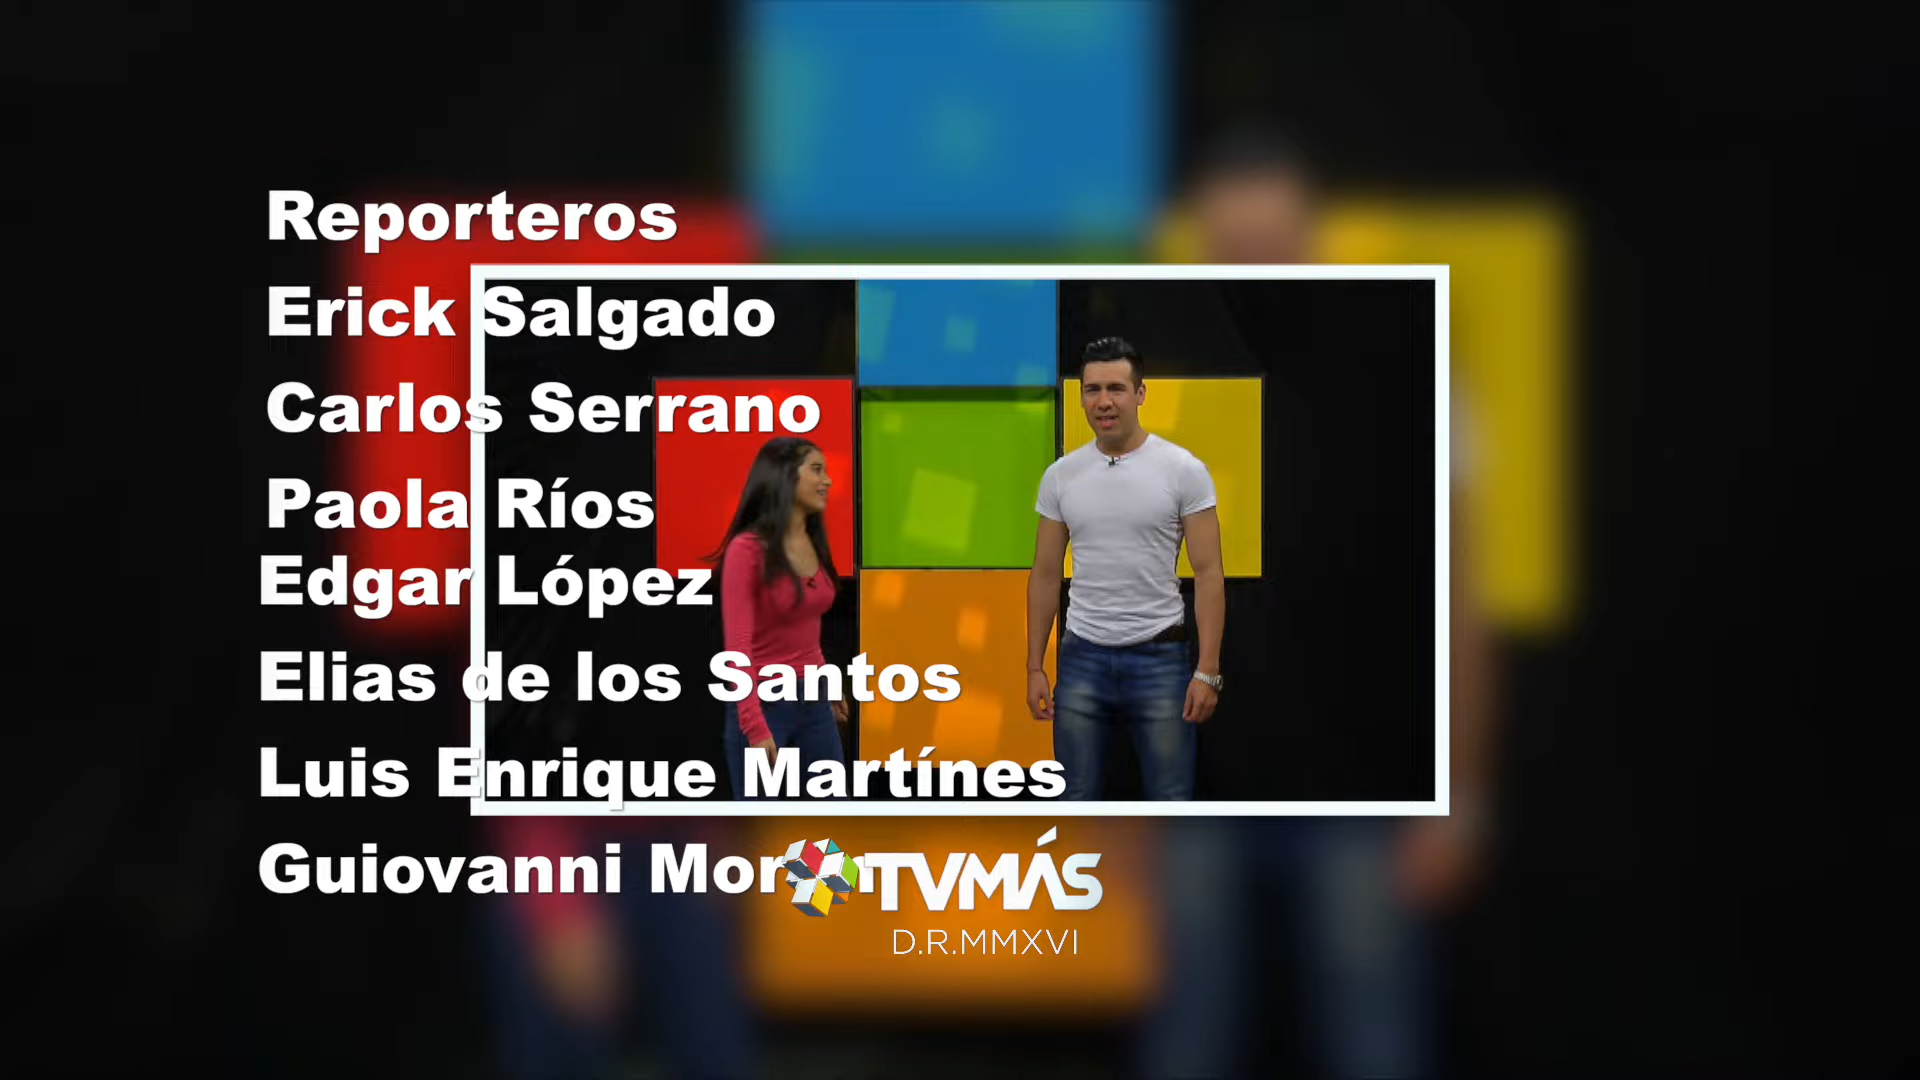 Reporteros
Erick Salgado
Carlos Serrano
Paola Ríos
Edgar López
Elias de los Santos
Luis Enrique Martínes
Guiovanni
TVMÁS
D.R.MMXVI